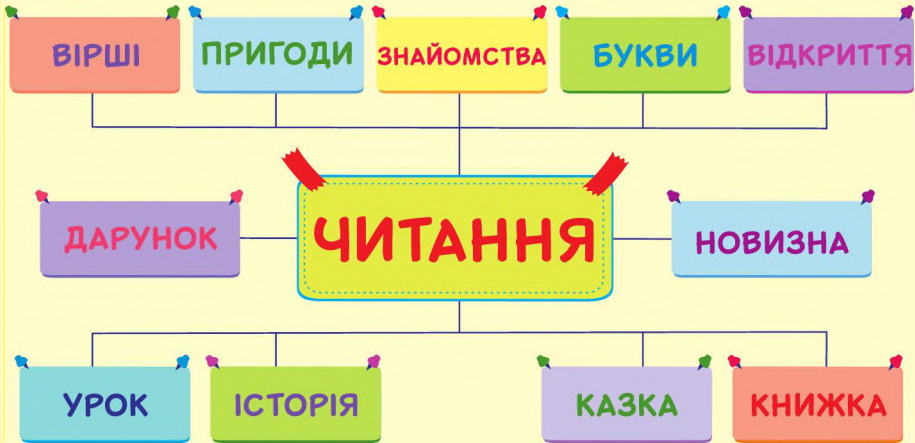 ВІРШІ
ПРИГОДИ
ЗНАЙОМСТВА
БУКВИ
ВІДКРИТТЯ
ДАРУНОК
ЧИТАННЯ
НОВИЗНА
УРОК
ІСТОРІЯ
КАЗКА
КНИЖКА